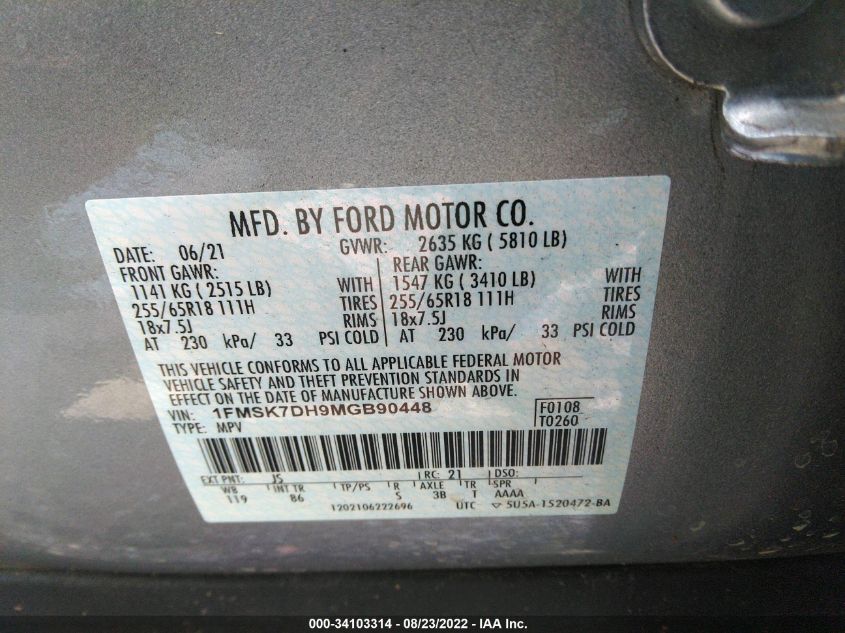 MFD. BY FORD MOTOR CO.
DATE: 06/21 GVWR: 2635 KG ( 5810 LB)
FRONT GAWR: REAR GAWR:
1141 KG ( 2515 LB) WITH 1547 KG ( 3410 LB) WITH
255/65R18 111H TIRES 255/65R18 111H TIRES
18x7.5J RIMS 18x7.5J RIMS
AT 230 kPa/ 33 PSI COLD AT 230 kPa/ 33 PSI COLD
THIS VEHICLE CONFORMS TO ALL APPLICABLE FEDERAL MOTOR
VEHICLE SAFETY AND THEFT PREVENTION STANDARDS IN
EFFECT ON THE DATE OF MANUFACTURE SHOWN ABOVE.
VIN: 1FMSK7DH9MGB90448 F0108
TYPE: MPV T0260
EXT PNT: JS RC: 21 DSO:
WB INT TR TP/PS R AXLE TR SPR
119 86 S 3B T AAAA
1202106222696 UTC ▽ 5U5A-1520472-BA
000-34103314 - 08/23/2022 - IAA Inc.